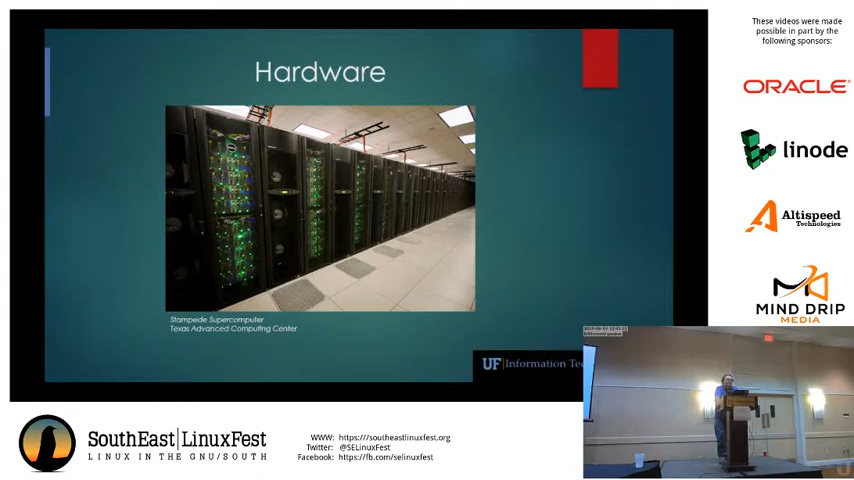 These videos were made
possible in part by the
following sponsors:
Hardware
ORACLE
linode
Altispeed
Technologies
MIND DRIP
MEDIA
Stampede Supercomputer
Texas Advanced Computing Center
UF Information
SouthEast|LinuxFest
LINUX IN THE GNU/SOUTH
WWW: https://southeastlinuxfest.org
Twitter: @SELinuxFest
Facebook: https://fb.com/selinuxfest